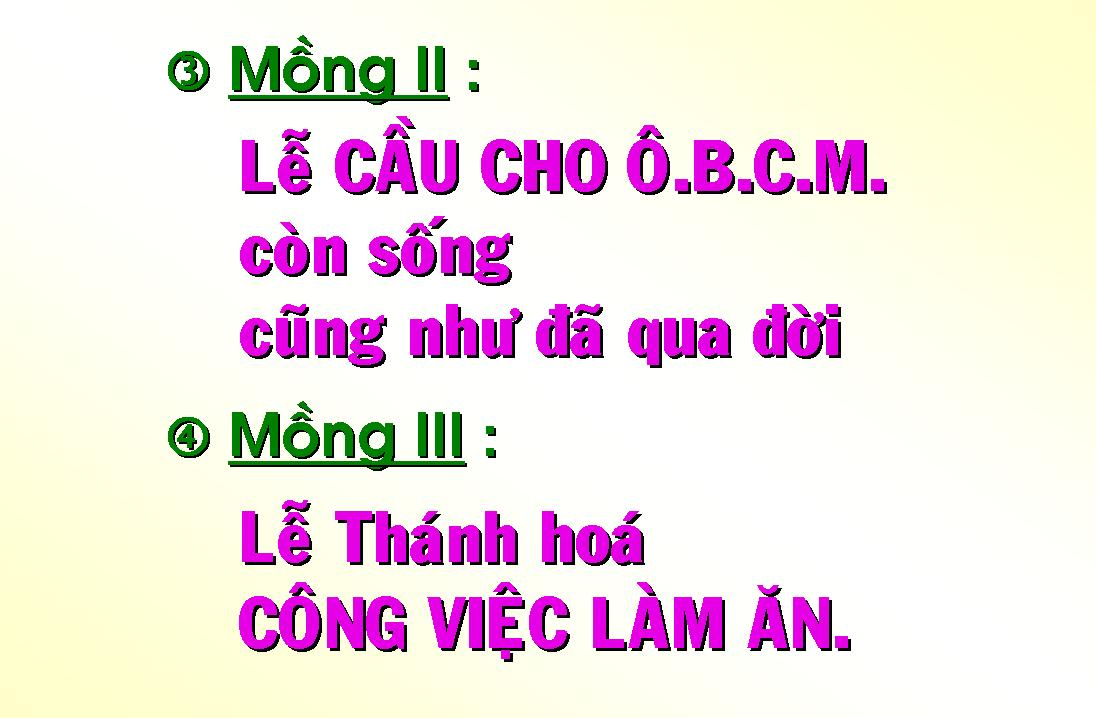 ③ Mồng II :
Lễ CẦU CHO Ô.B.C.M.
còn sống
cũng như đã qua đời
④ Mồng III :
Lễ Thánh hoá
CÔNG VIỆC LÀM ĂN.